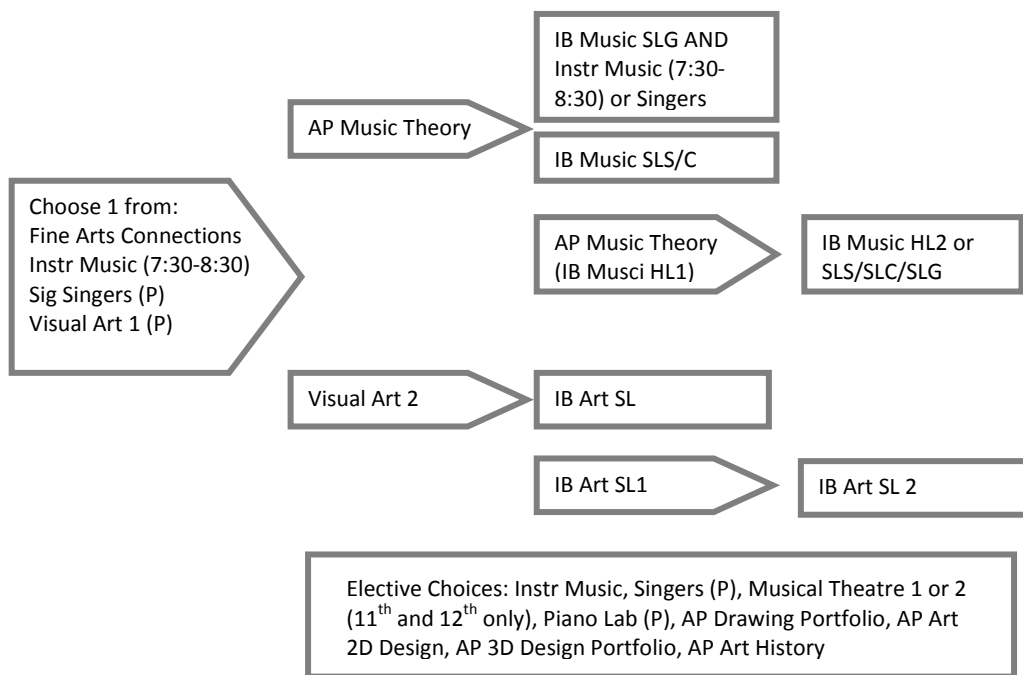 IB Music SLG AND
Instr Music (7:30-
8:30) or Singers
AP Music Theory
IB Music SLS/C
Choose 1 from:
Fine Arts Connections
Instr Music (7:30-8:30)
Sig Singers (P)
Visual Art 1 (P)
AP Music Theory
(IB Musci HL1)
IB Music HL2 or
SLS/SLC/SLG
Visual Art 2
IB Art SL
IB Art SL1
IB Art SL 2
Elective Choices: Instr Music, Singers (P), Musical Theatre 1 or 2
(11th and 12th only), Piano Lab (P), AP Drawing Portfolio, AP Art
2D Design, AP 3D Design Portfolio, AP Art History